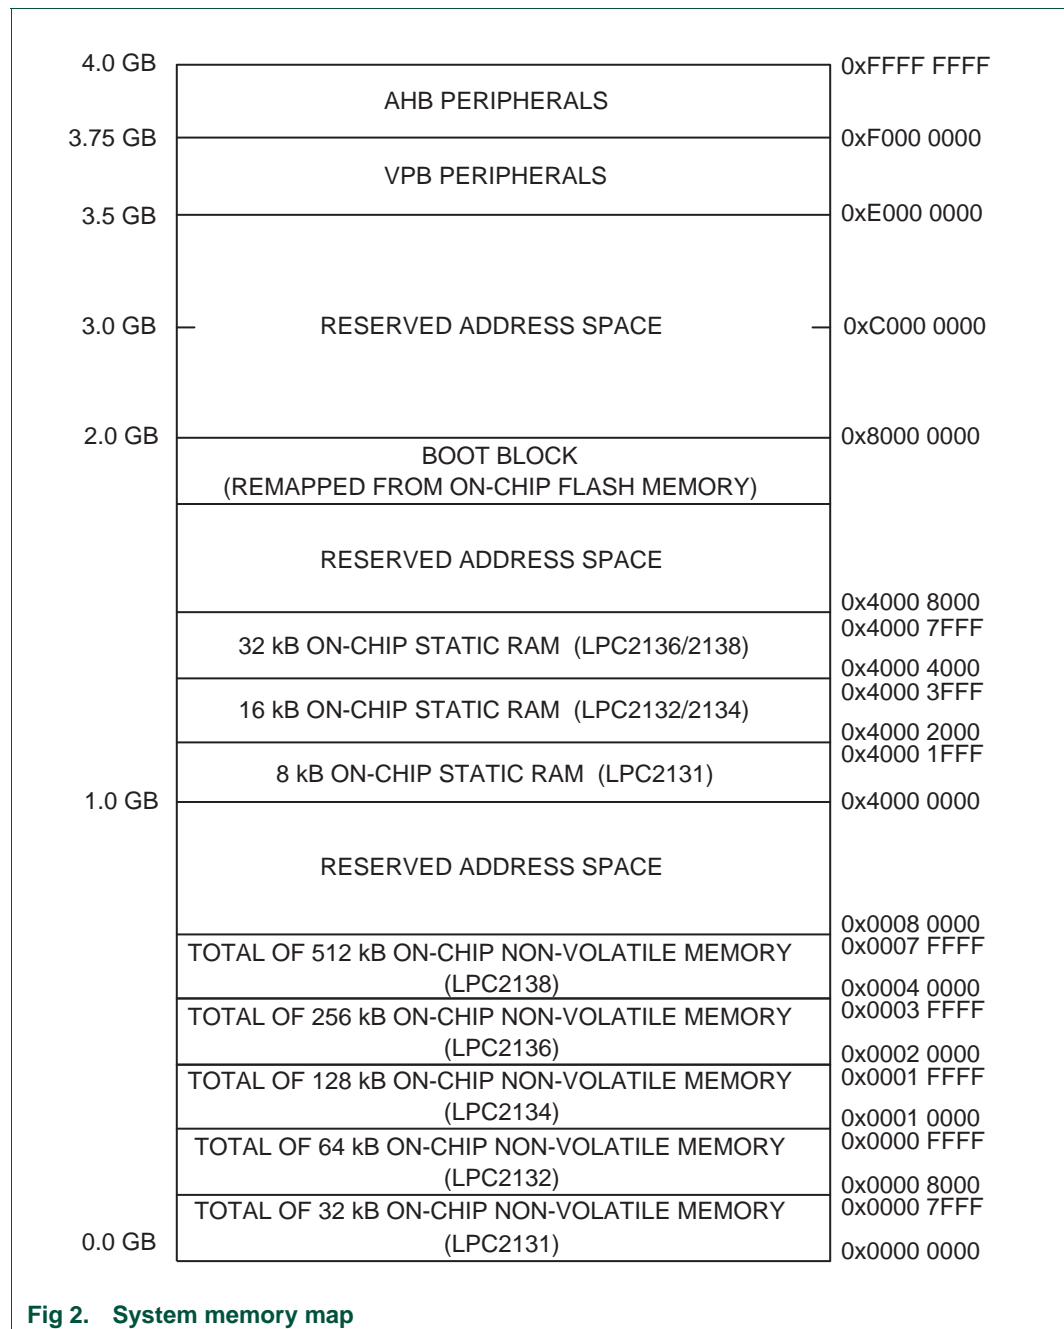 4.0 GB 0xFFFF FFFF
AHB PERIPHERALS
3.75 GB 0xF000 0000
VPB PERIPHERALS
3.5 GB 0xE000 0000
3.0 GB RESERVED ADDRESS SPACE 0xC000 0000
2.0 GB 0x8000 0000
BOOT BLOCK
(REMAPPED FROM ON-CHIP FLASH MEMORY)
RESERVED ADDRESS SPACE
0x4000 8000
0x4000 7FFF
32 kB ON-CHIP STATIC RAM (LPC2136/2138)
0x4000 4000
0x4000 3FFF
16 kB ON-CHIP STATIC RAM (LPC2132/2134)
0x4000 2000
0x4000 1FFF
8 kB ON-CHIP STATIC RAM (LPC2131)
1.0 GB 0x4000 0000
RESERVED ADDRESS SPACE
0x0008 0000
0x0007 FFFF
TOTAL OF 512 kB ON-CHIP NON-VOLATILE MEMORY
(LPC2138)
0x0004 0000
0x0003 FFFF
TOTAL OF 256 kB ON-CHIP NON-VOLATILE MEMORY
(LPC2136)
0x0002 0000
0x0001 FFFF
TOTAL OF 128 kB ON-CHIP NON-VOLATILE MEMORY
(LPC2134)
0x0001 0000
0x0000 FFFF
TOTAL OF 64 kB ON-CHIP NON-VOLATILE MEMORY
(LPC2132)
0x0000 8000
0x0000 7FFF
TOTAL OF 32 kB ON-CHIP NON-VOLATILE MEMORY
(LPC2131)
0.0 GB 0x0000 0000
Fig 2. System memory map